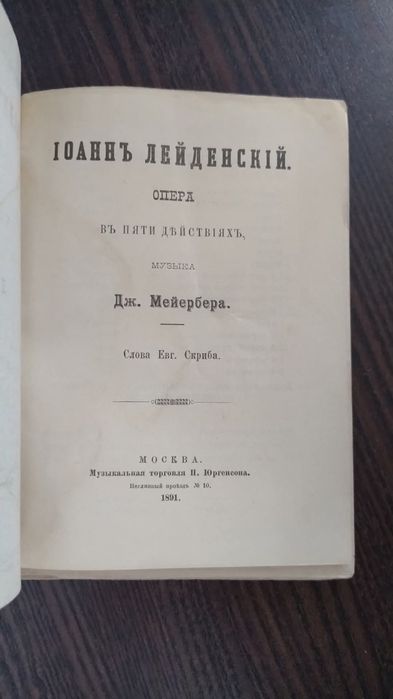 ІОАННЪ ЛЕЙДЕНСКІЙ.
ОПЕРА
ВЪ ПЯТИ ДѢЙСТВІЯХЪ,
МУЗЫКА
Дж. Мейербера.
Слова Евг. Скриба.
МОСКВА.
Музыкальная торговля П. Юргенсона.
Неглинный проѣздъ № 10.
1891.